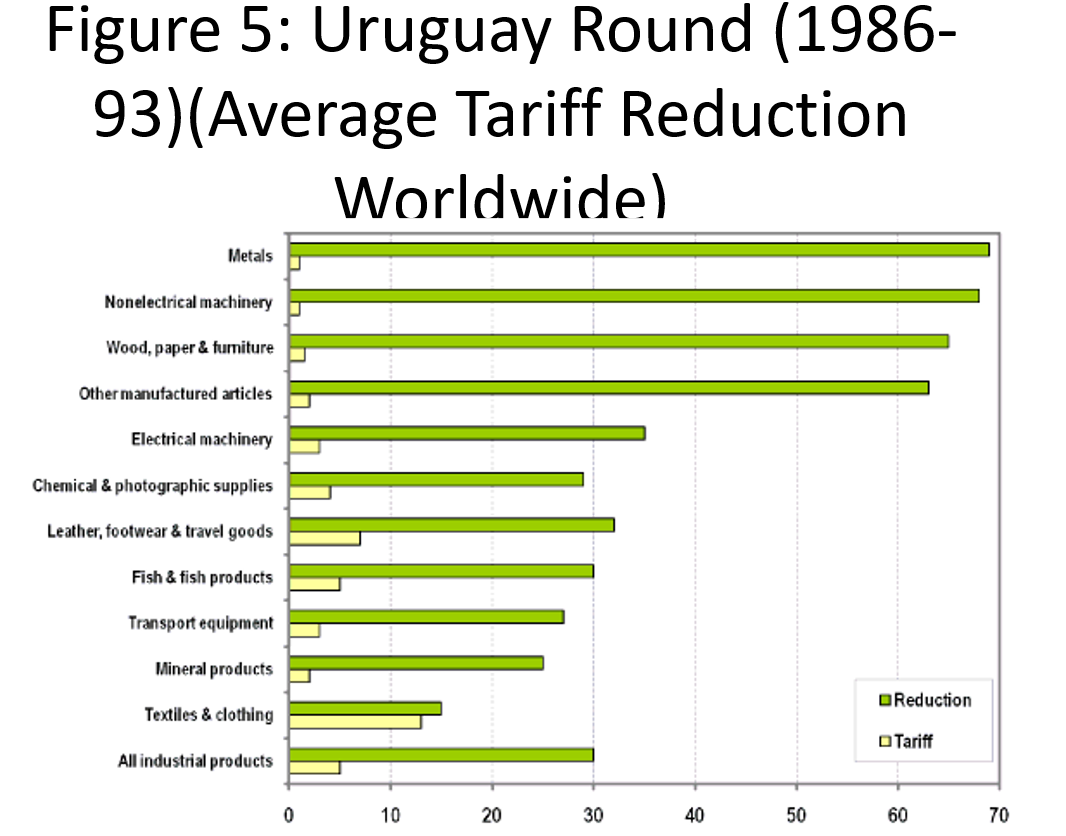 Figure 5: Uruguay Round (1986-
93)(Average Tariff Reduction
Worldwide)
Metals
Nonelectrical machinery
Wood, paper & furniture
Other manufactured articles
Electrical machinery
Chemical & photographic supplies
Leather, footwear & travel goods
Fish & fish products
Transport equipment
Mineral products
Textiles & clothing
All industrial products
Reduction
Tariff
0 10 20 30 40 50 60 70